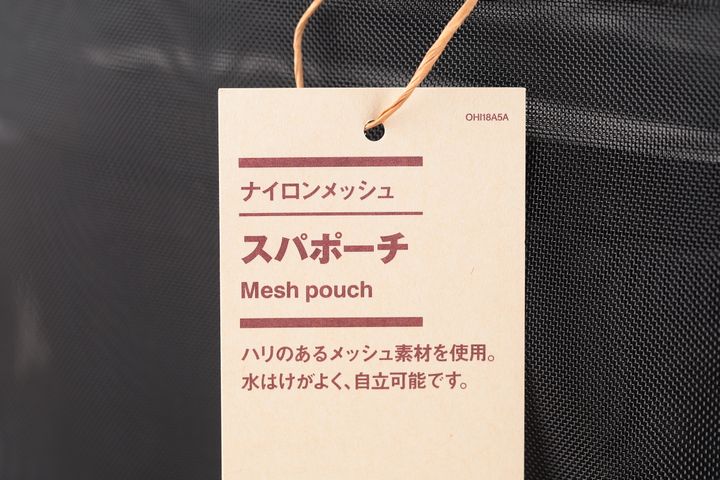 OHI18A5A
ナイロンメッシュ
スパポーチ
Mesh pouch
ハリのあるメッシュ素材を使用。
水はけがよく、自立可能です。